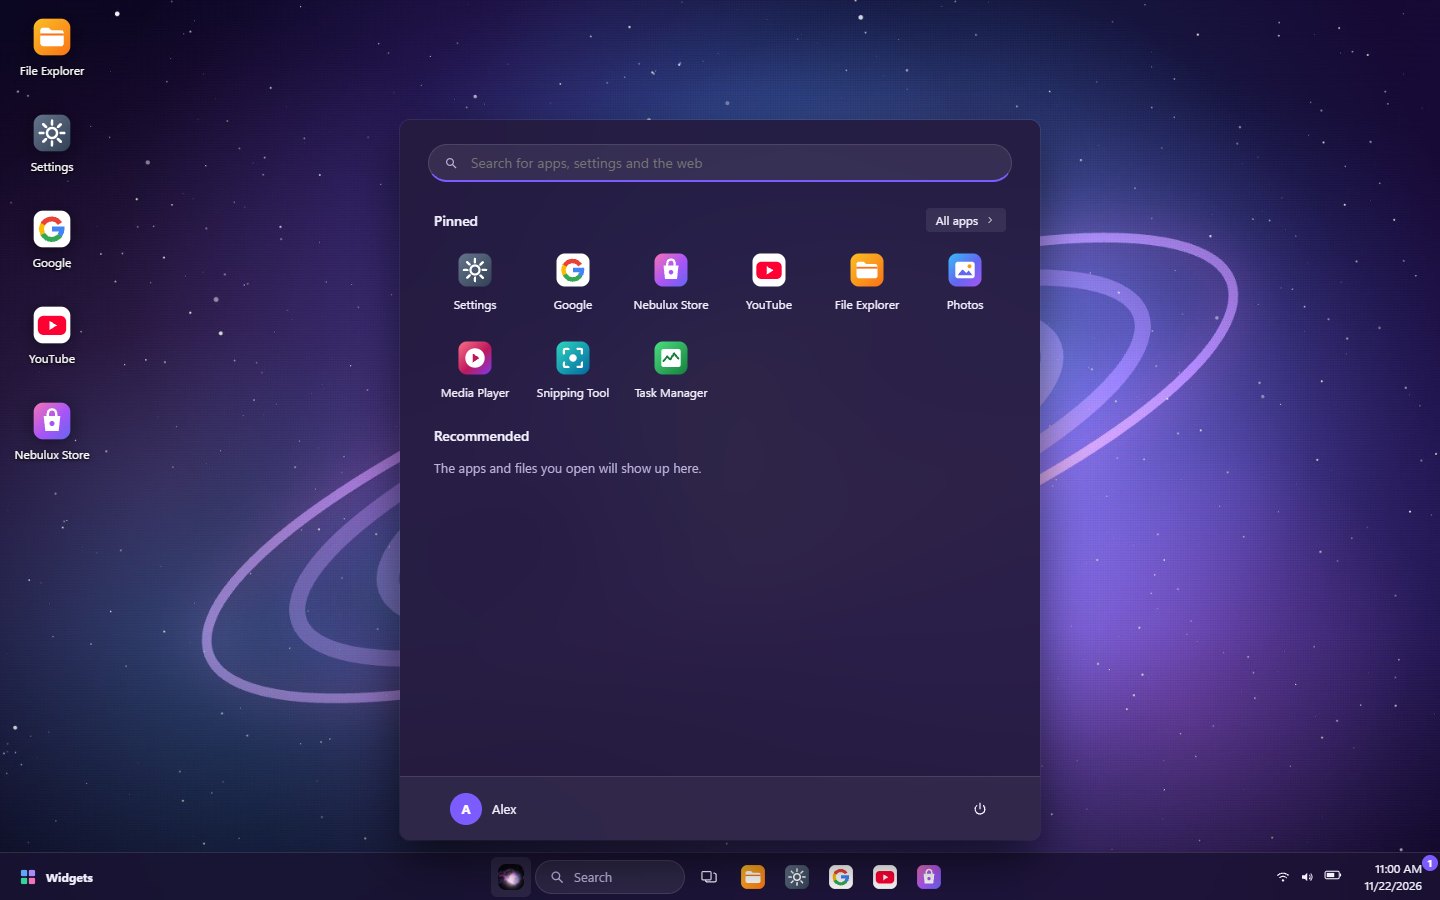 File Explorer
Settings
Google
YouTube
Nebulux Store
Search for apps, settings and the web
Pinned
All apps
Settings
Google
Nebulux Store
YouTube
File Explorer
Photos
Media Player
Snipping Tool
Task Manager
Recommended
The apps and files you open will show up here.
A
Alex
Widgets
Search
11:00 AM
11/22/2026
1